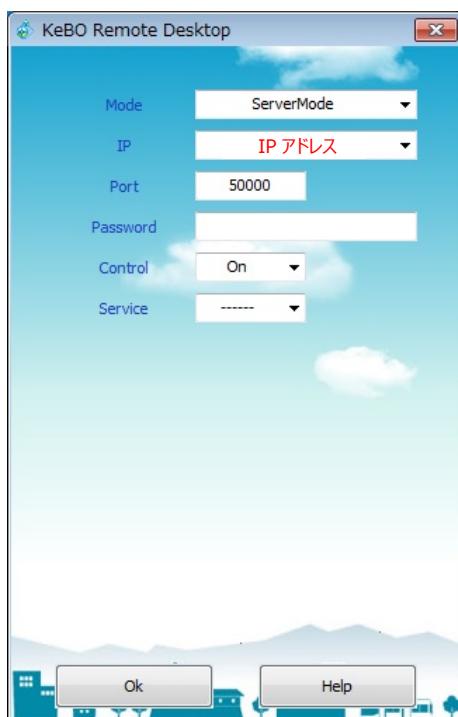 KeBO Remote Desktop
Mode ServerMode
IP IP アドレス
Port 50000
Password
Control On
Service ------
Ok Help